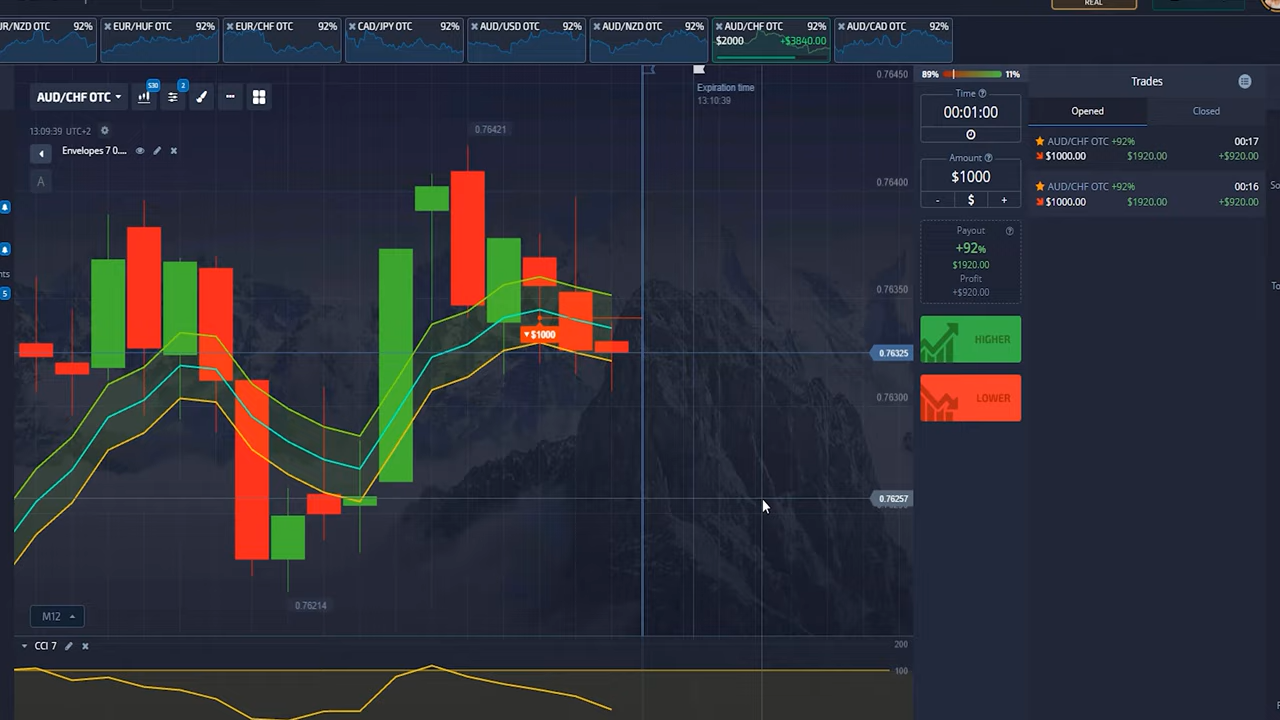 REAL
R/NZD OTC 92%
EUR/HUF OTC 92%
EUR/CHF OTC 92%
CAD/JPY OTC 92%
AUD/USD OTC 92%
AUD/NZD OTC 92%
AUD/CHF OTC 92%
$2000 +$3840.00
AUD/CAD OTC 92%
AUD/CHF OTC
S30
2
13:09:39 UTC+2
Envelopes 7 0....
A
nts
5
0.76421
0.76214
▼$1000
Expiration time
13:10:39
0.76450
0.76400
0.76350
0.76325
0.76300
0.76257
M12
CCI 7
200
100
89% 11%
Time
00:01:00
Amount
$1000
- $ +
Payout
+92%
$1920.00
Profit
+$920.00
HIGHER
LOWER
Trades
Opened Closed
AUD/CHF OTC +92% 00:17
$1000.00 $1920.00 +$920.00
AUD/CHF OTC +92% 00:16
$1000.00 $1920.00 +$920.00
So
To